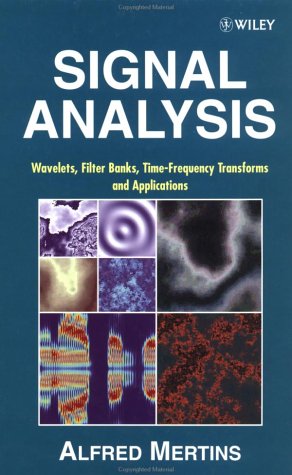 WILEY
SIGNAL
ANALYSIS
Wavelets, Filter Banks, Time-Frequency Transforms
and Applications
ALFRED MERTINS